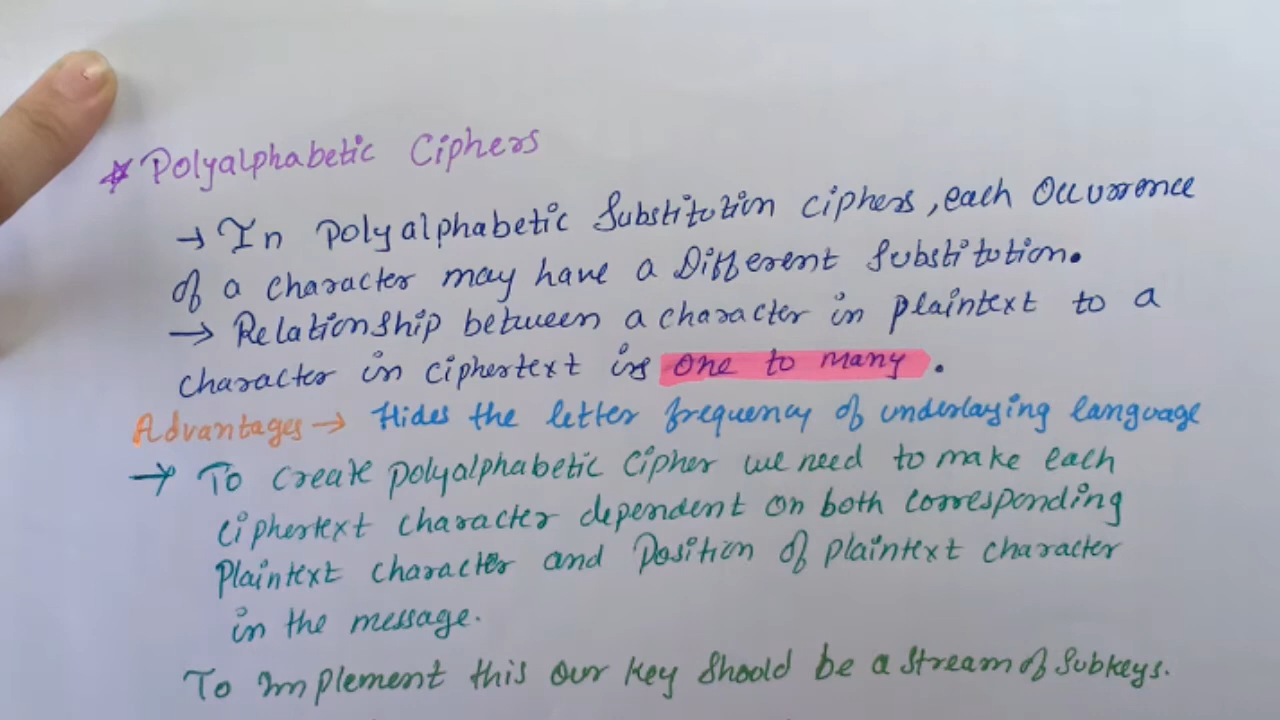 * Polyalphabetic Ciphers
→ In Polyalphabetic Substitution ciphers, each Occurrence
of a character may have a Different Substitution.
→ Relationship between a character in plaintext to a
character in ciphertext is one to many.
Advantages → Hides the letter frequency of underlaying language
→ To create polyalphabetic Cipher we need to make each
ciphertext character dependent on both corresponding
Plaintext character and Position of plaintext character
in the message.
To Implement this our key should be a stream of subkeys.